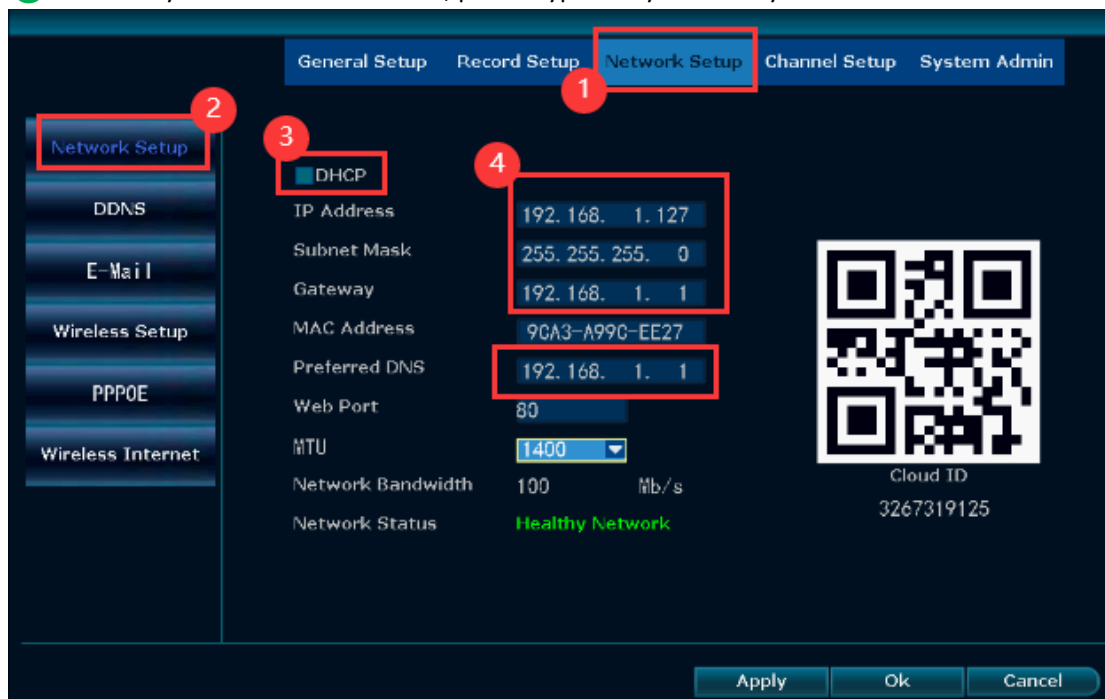 General Setup Record Setup Network Setup Channel Setup System Admin
1
2
Network Setup
3
DHCP
4
DDNS
IP Address 192.168. 1.127
Subnet Mask 255.255.255. 0
E-Mail
Gateway 192.168. 1. 1
Wireless Setup
MAC Address 9CA3-A99C-EE27
Preferred DNS 192.168. 1. 1
PPPOE
Web Port 80
Wireless Internet
MTU 1400
Cloud ID
Network Bandwidth 100 Mb/s
3267319125
Network Status Healthy Network
Apply Ok Cancel